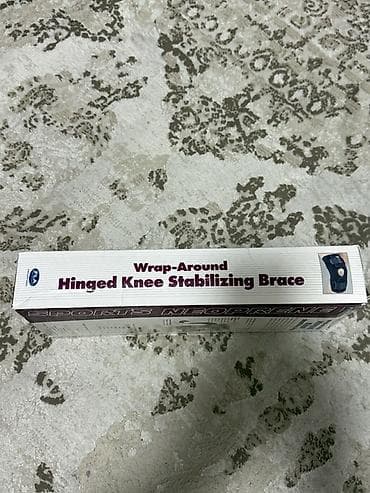 Wrap-Around
Hinged Knee Stabilizing Brace
SPORTS NEOPRENE